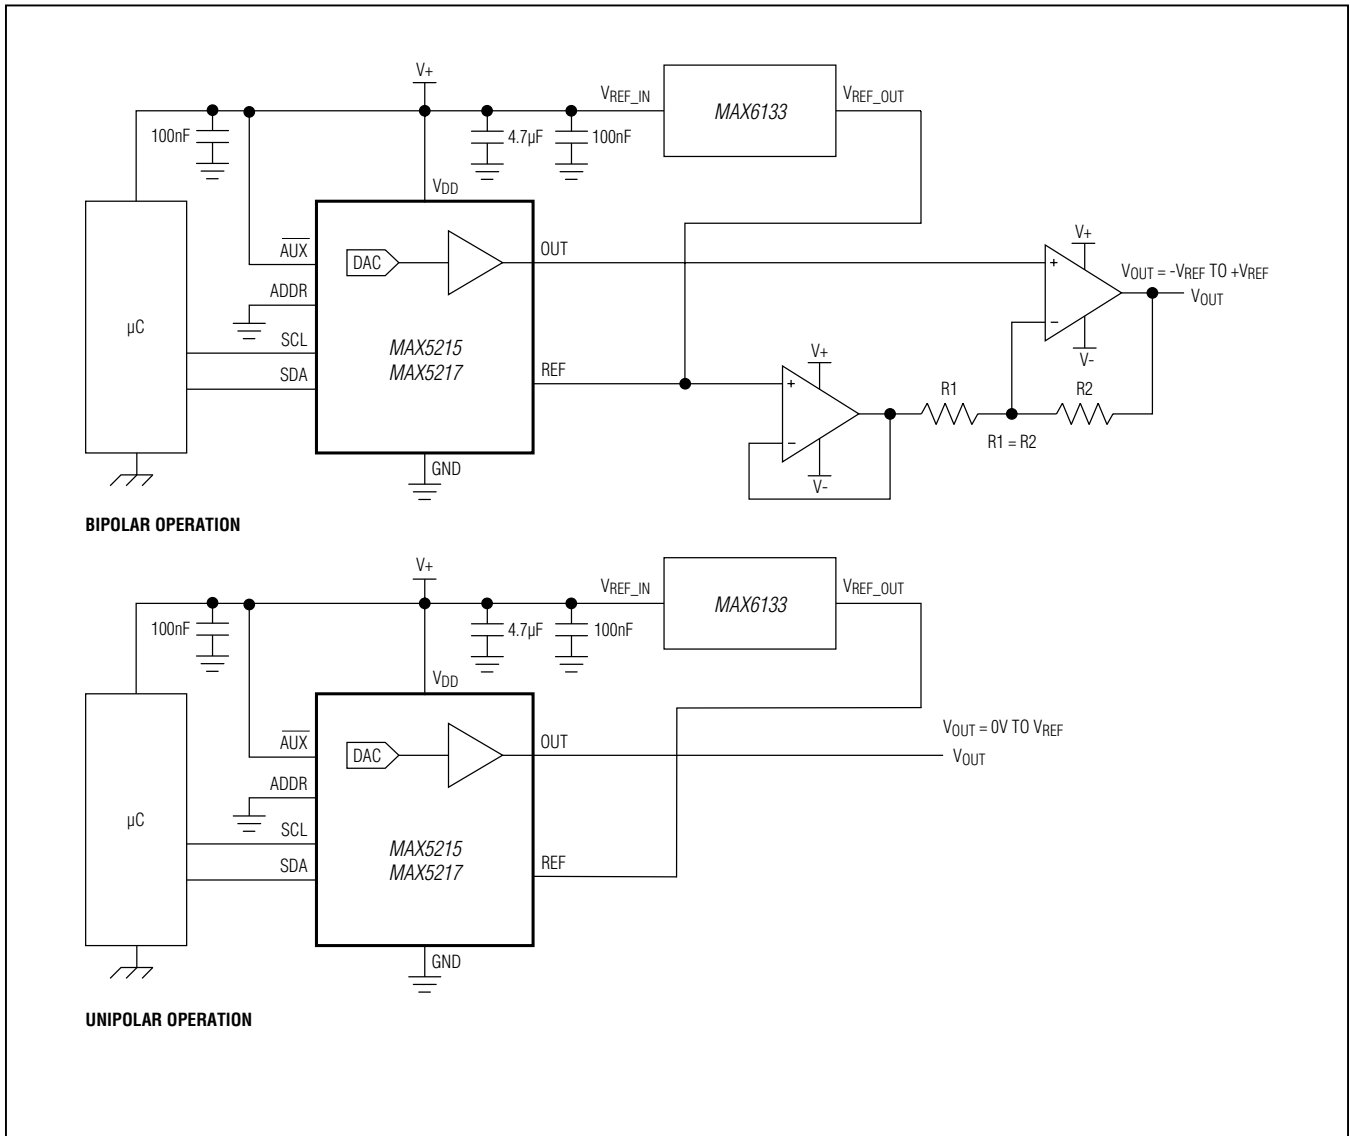 V+
VREF_IN
MAX6133
VREF_OUT
100nF
4.7µF
100nF
VDD
AUX
DAC
OUT
V+
+
VOUT = -VREF TO +VREF
VOUT
ADDR
µC
SCL
MAX5215
MAX5217
−
V-
SDA
REF
V+
+
R1
R2
R1 = R2
−
V-
GND
BIPOLAR OPERATION
V+
VREF_IN
MAX6133
VREF_OUT
100nF
4.7µF
100nF
VDD
AUX
DAC
OUT
VOUT = 0V TO VREF
VOUT
ADDR
µC
SCL
MAX5215
MAX5217
SDA
REF
GND
UNIPOLAR OPERATION